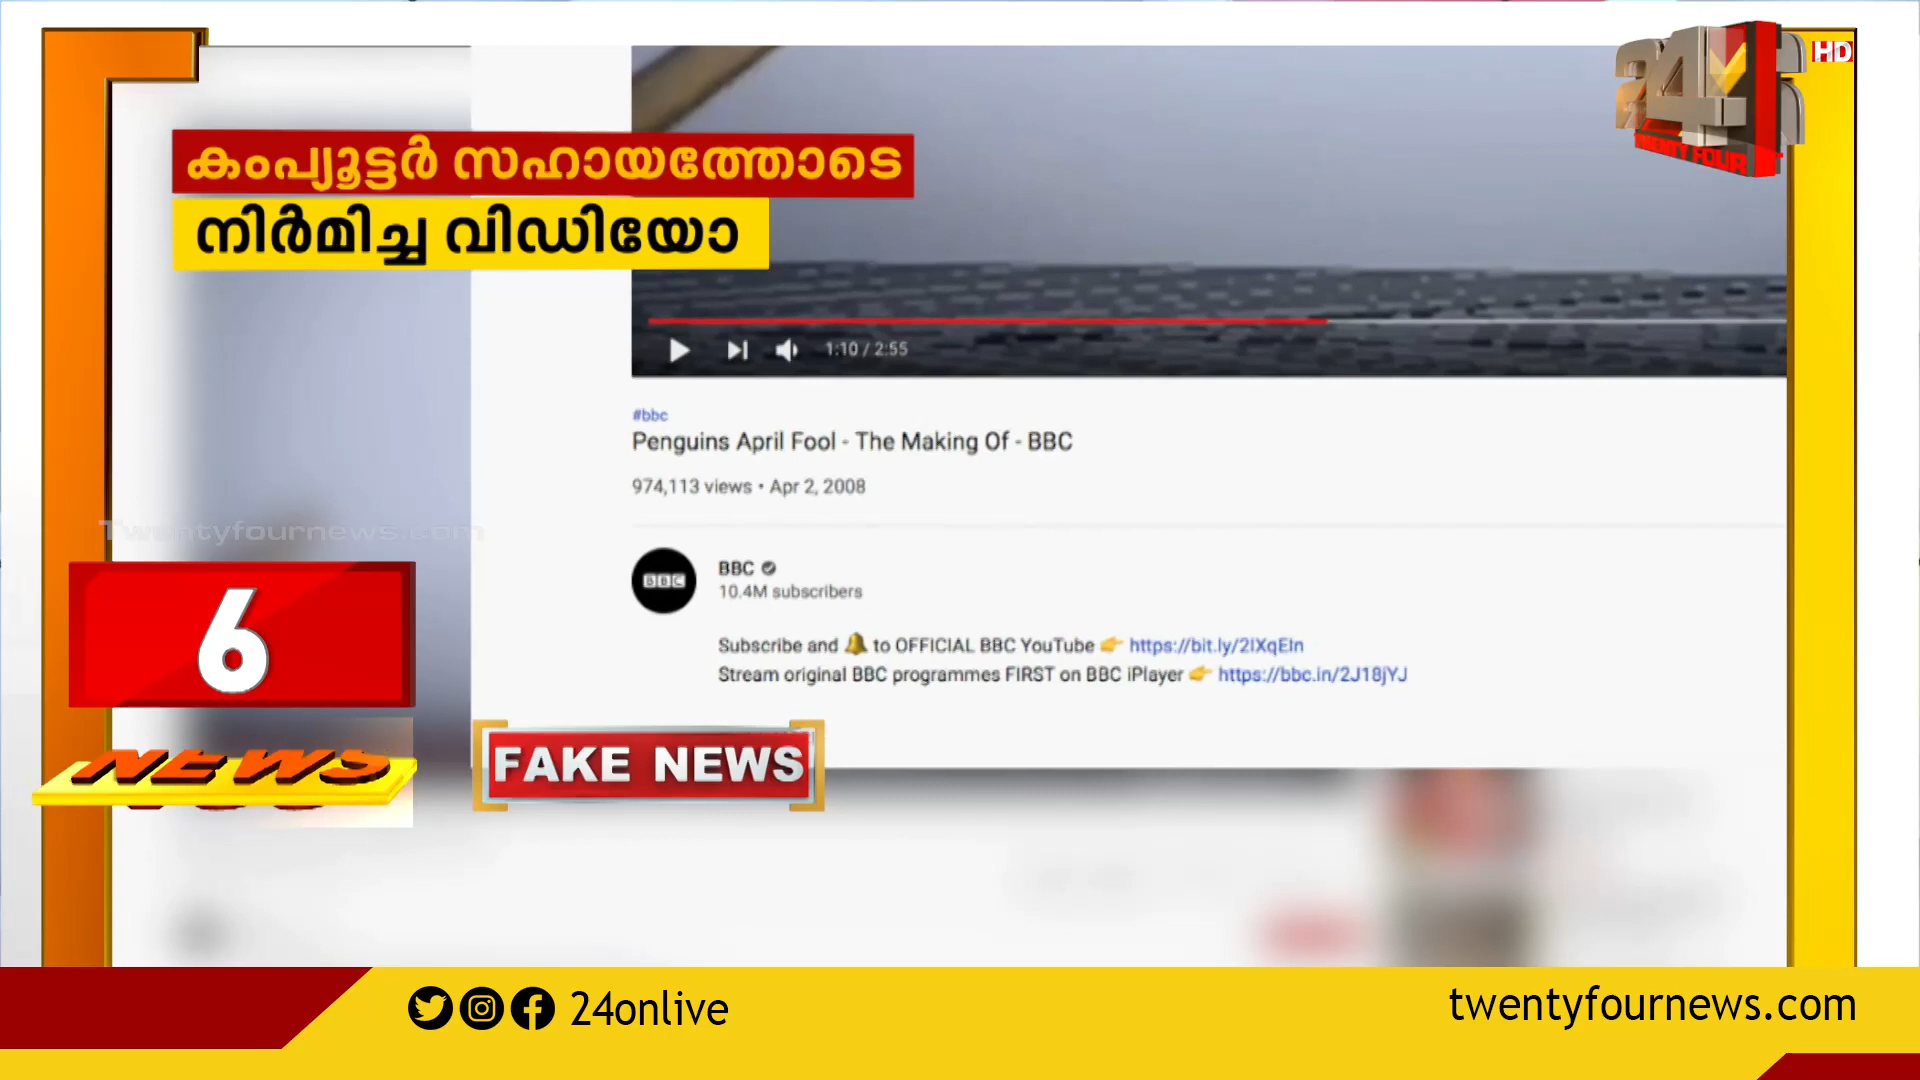 24
TWENTY FOUR
HD
കംപ്യൂട്ടർ സഹായത്തോടെ
നിർമിച്ച വിഡിയോ
1:10 / 2:55
#bbc
Penguins April Fool - The Making Of - BBC
974,113 views • Apr 2, 2008
Twentyfournews.com
BBC
BBC
10.4M subscribers
6
Subscribe and 🔔 to OFFICIAL BBC YouTube 👉 https://bit.ly/2IXqEIn
Stream original BBC programmes FIRST on BBC iPlayer 👉 https://bbc.in/2J18jYJ
NEWS
FAKE NEWS
24onlive
twentyfournews.com